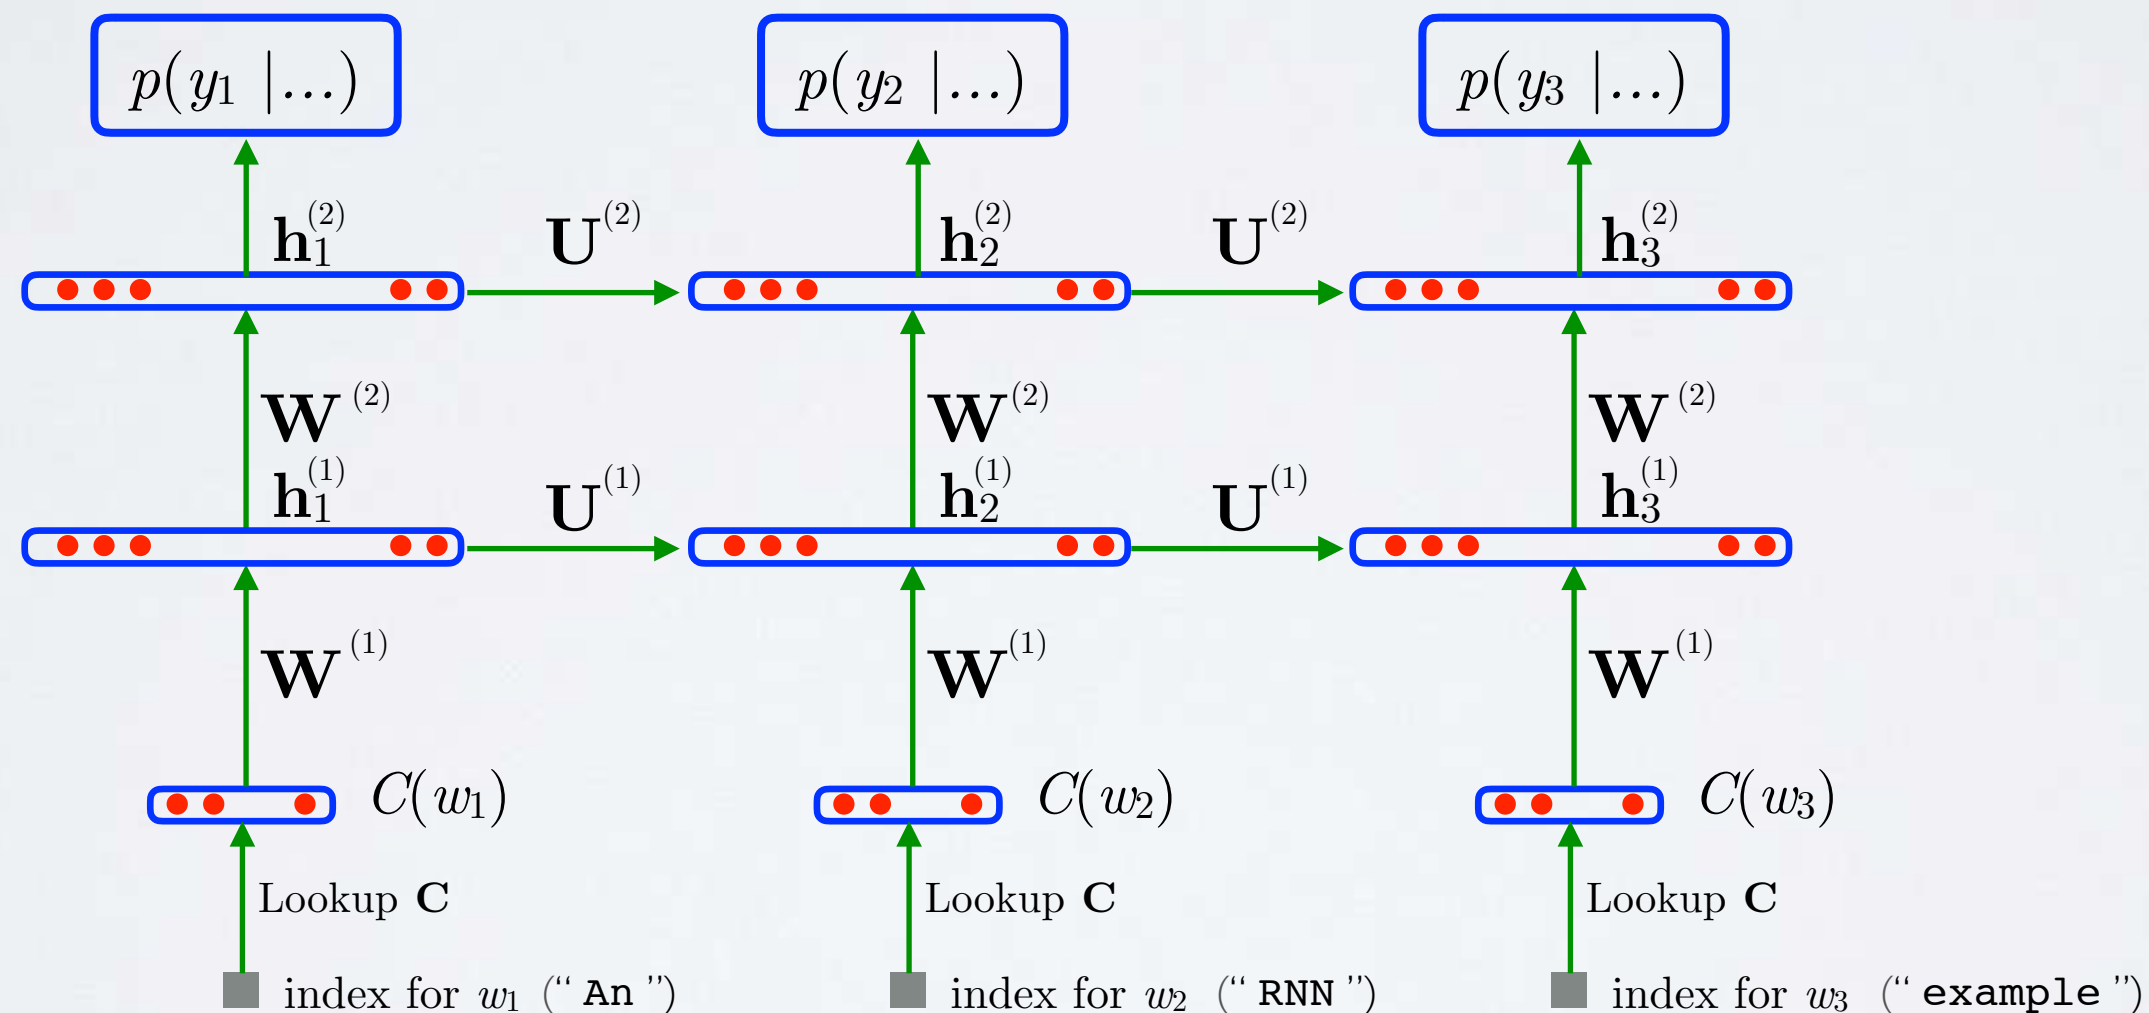 p(y₁ |...) p(y₂ |...) p(y₃ |...)
h₁⁽²⁾ U⁽²⁾ h₂⁽²⁾ U⁽²⁾ h₃⁽²⁾
W⁽²⁾ W⁽²⁾ W⁽²⁾
h₁⁽¹⁾ U⁽¹⁾ h₂⁽¹⁾ U⁽¹⁾ h₃⁽¹⁾
W⁽¹⁾ W⁽¹⁾ W⁽¹⁾
C(w₁) C(w₂) C(w₃)
Lookup C Lookup C Lookup C
index for w₁ (“ An ”) index for w₂ (“ RNN ”) index for w₃ (“ example ”)